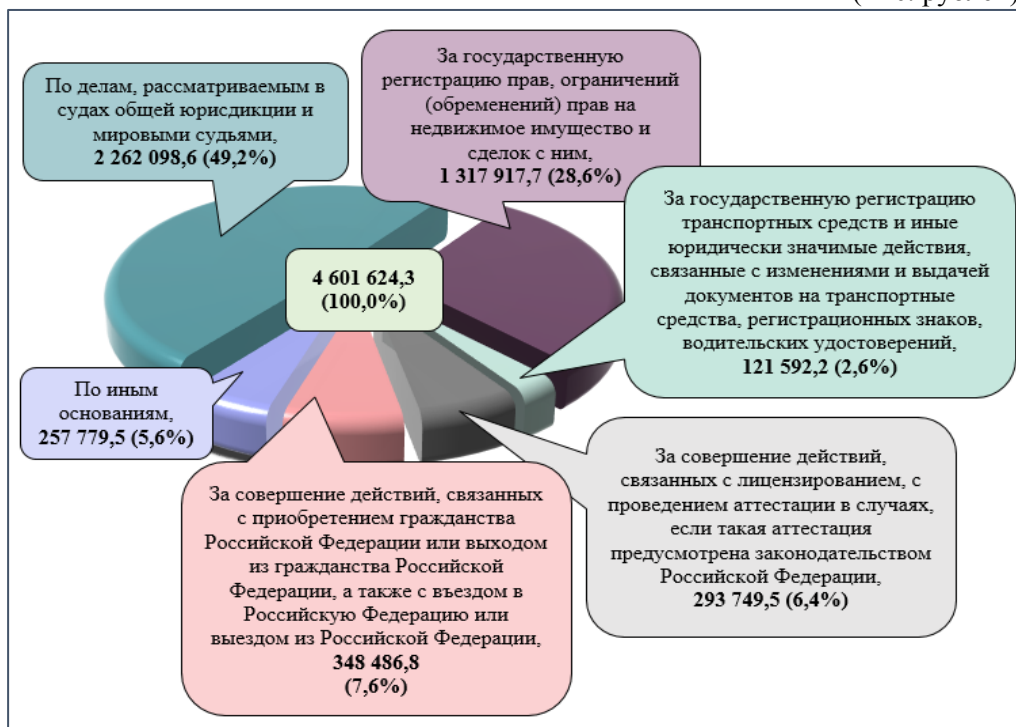 По делам, рассматриваемым в
судах общей юрисдикции и
мировыми судьями,
2 262 098,6 (49,2%)
За государственную
регистрацию прав, ограничений
(обременений) прав на
недвижимое имущество и
сделок с ним,
1 317 917,7 (28,6%)
За государственную регистрацию
транспортных средств и иные
юридически значимые действия,
связанные с изменениями и выдачей
документов на транспортные
средства, регистрационных знаков,
водительских удостоверений,
121 592,2 (2,6%)
4 601 624,3
(100,0%)
По иным
основаниям,
257 779,5 (5,6%)
За совершение действий, связанных
с приобретением гражданства
Российской Федерации или выходом
из гражданства Российской
Федерации, а также с въездом в
Российскую Федерацию или
выездом из Российской Федерации,
348 486,8
(7,6%)
За совершение действий,
связанных с лицензированием, с
проведением аттестации в случаях,
если такая аттестация
предусмотрена законодательством
Российской Федерации,
293 749,5 (6,4%)